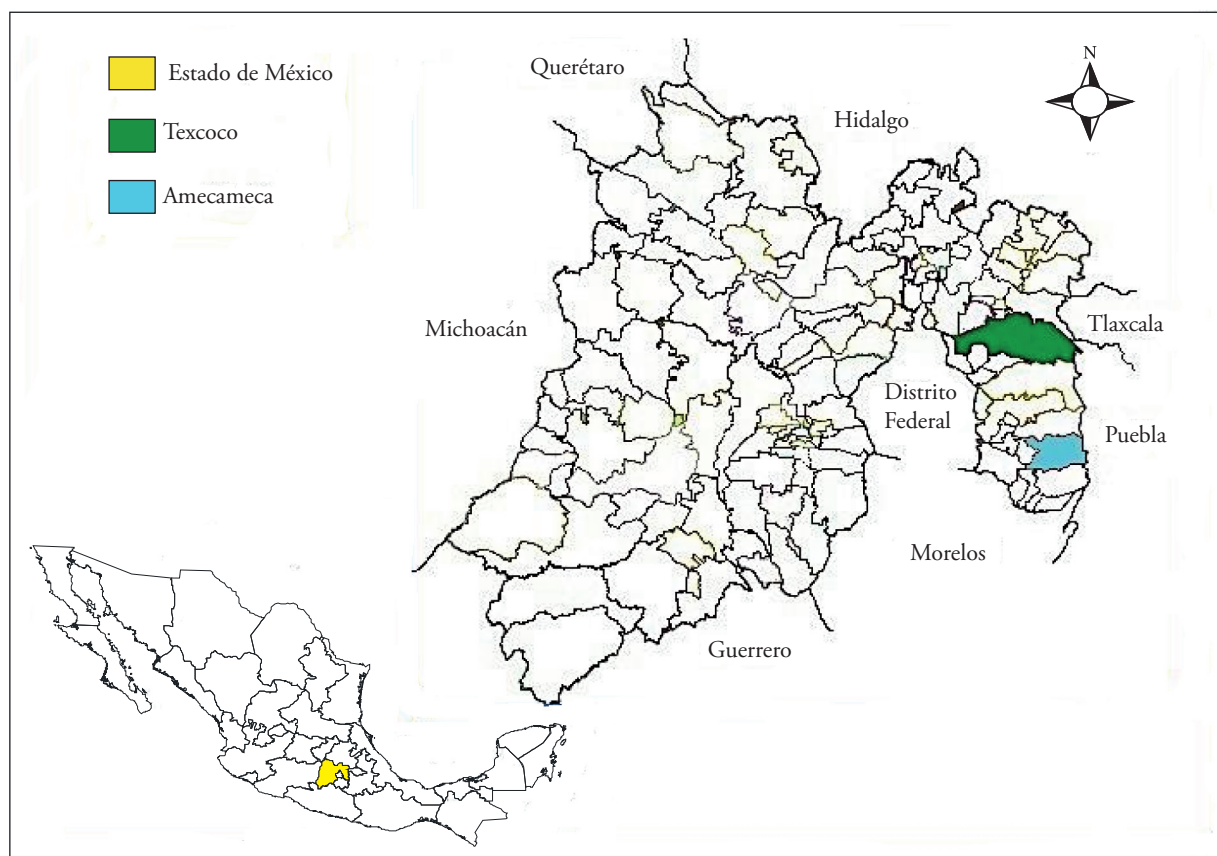 Estado de México
Texcoco
Amecameca
Querétaro
Hidalgo
N
Michoacán
Tlaxcala
Distrito
Federal
Puebla
Morelos
Guerrero